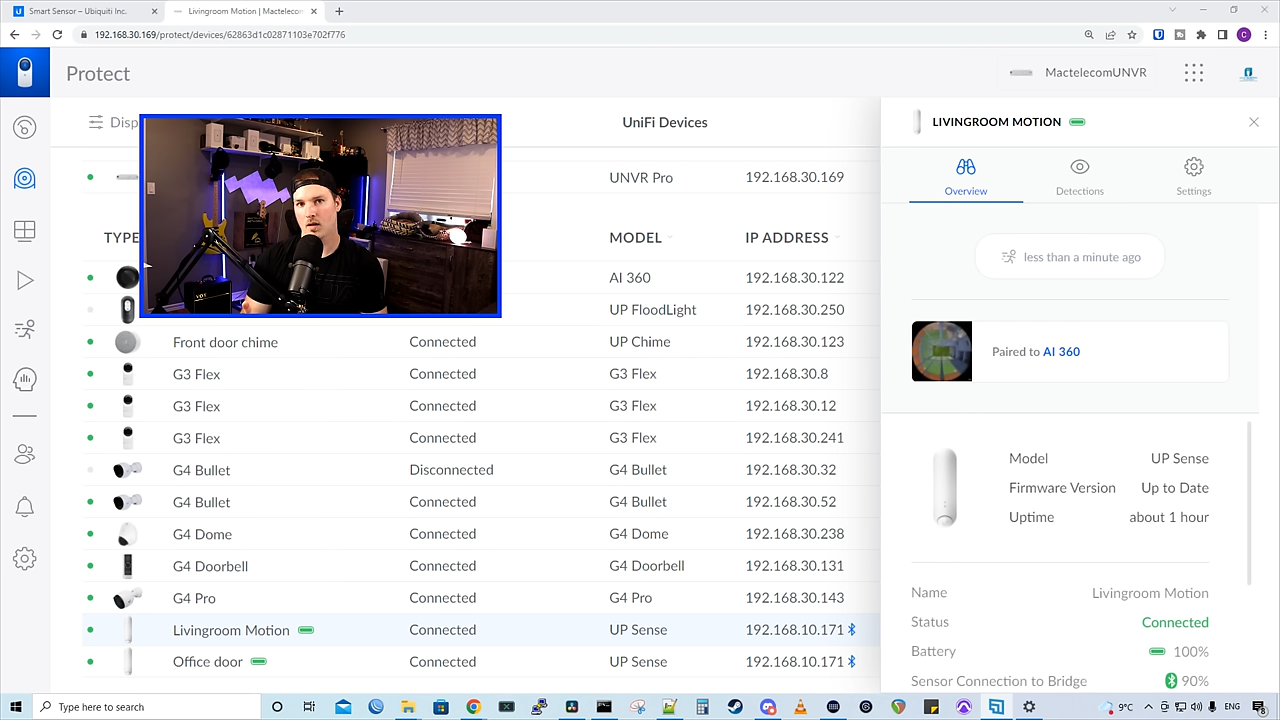 Smart Sensor – Ubiquiti Inc.
Livingroom Motion | Mactelecom
192.168.30.169/protect/devices/62863d1c02871103e702f776
C
Protect
MactelecomUNVR
Disp
UniFi Devices
UNVR Pro 192.168.30.169
TYPE MODEL IP ADDRESS
AI 360 192.168.30.122
UP FloodLight 192.168.30.250
Front door chime Connected UP Chime 192.168.30.123
G3 Flex Connected G3 Flex 192.168.30.8
G3 Flex Connected G3 Flex 192.168.30.12
G3 Flex Connected G3 Flex 192.168.30.241
G4 Bullet Disconnected G4 Bullet 192.168.30.32
G4 Bullet Connected G4 Bullet 192.168.30.52
G4 Dome Connected G4 Dome 192.168.30.238
G4 Doorbell Connected G4 Doorbell 192.168.30.131
G4 Pro Connected G4 Pro 192.168.30.143
Livingroom Motion Connected UP Sense 192.168.10.171
Office door Connected UP Sense 192.168.10.171
LIVINGROOM MOTION
Overview Detections Settings
less than a minute ago
Paired to AI 360
Model UP Sense
Firmware Version Up to Date
Uptime about 1 hour
Name Livingroom Motion
Status Connected
Battery 100%
Sensor Connection to Bridge 90%
VOX
Type here to search
9°C
ENG